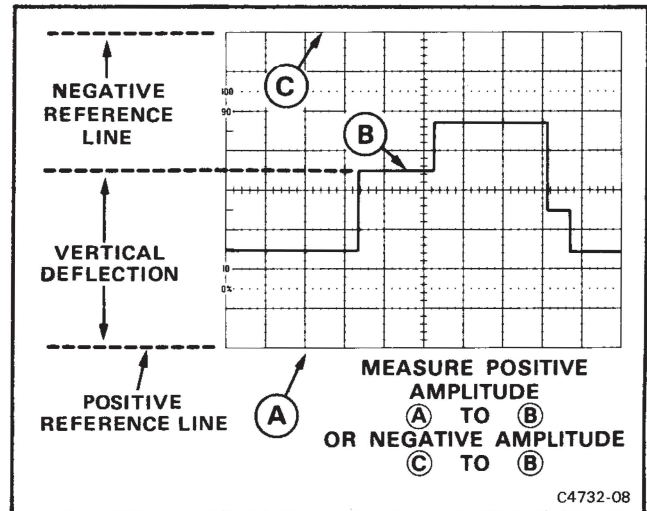 C
NEGATIVE
REFERENCE
LINE
100
90
B
VERTICAL
DEFLECTION
10
0%
POSITIVE
REFERENCE LINE
A
MEASURE POSITIVE
AMPLITUDE
A TO B
OR NEGATIVE AMPLITUDE
C TO B
C4732-08